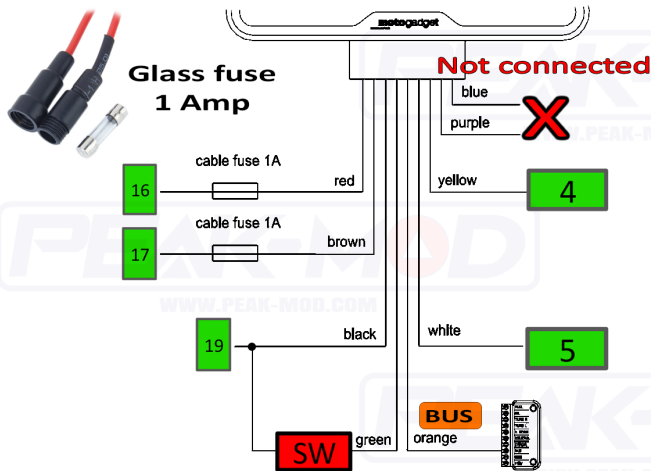 motogadget
Glass fuse
1 Amp
Not connected
blue
purple
cable fuse 1A
16
red
yellow
4
cable fuse 1A
17
brown
PEAK-MOD
WWW.PEAK-MOD.COM
19
black
white
5
BUS
SW
green
orange